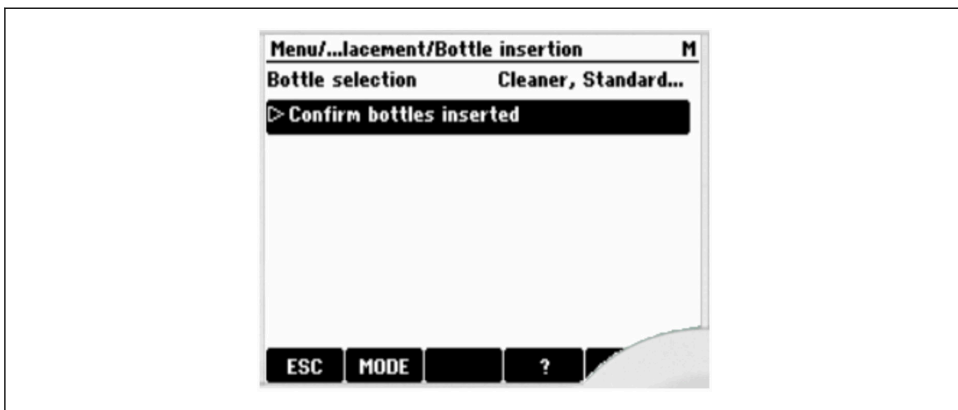 Menu/...lacement/Bottle insertion M
Bottle selection Cleaner, Standard...
Confirm bottles inserted
ESC MODE ?